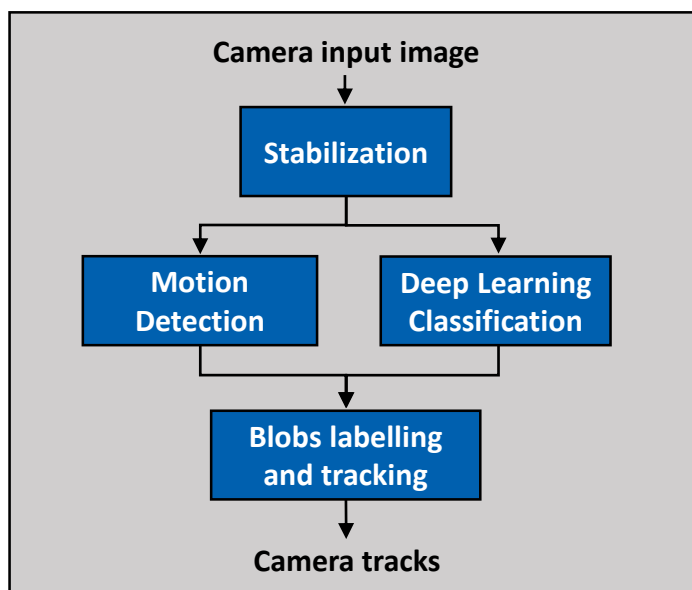 Camera input image
Stabilization
Motion
Detection
Deep Learning
Classification
Blobs labelling
and tracking
Camera tracks